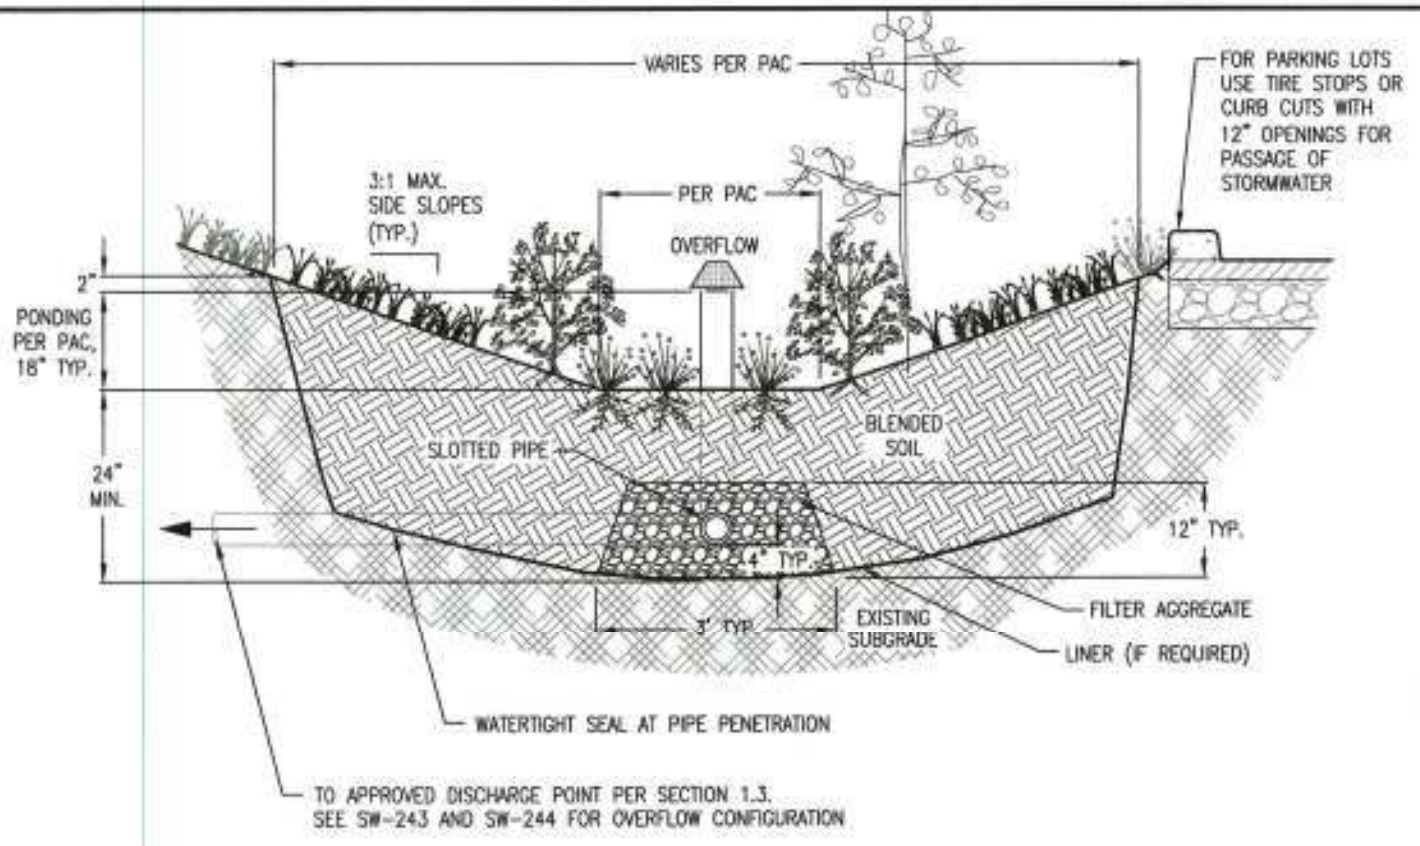 VARIES PER PAC
FOR PARKING LOTS
USE TIRE STOPS OR
CURB CUTS WITH
12" OPENINGS FOR
PASSAGE OF
STORMWATER
3:1 MAX.
SIDE SLOPES
(TYP.)
PER PAC
OVERFLOW
2"
PONDING
PER PAC,
18" TYP.
BLENDED
SOIL
SLOTTED PIPE
24"
MIN.
12" TYP.
4" TYP.
3' TYP
EXISTING
SUBGRADE
FILTER AGGREGATE
LINER (IF REQUIRED)
WATERTIGHT SEAL AT PIPE PENETRATION
TO APPROVED DISCHARGE POINT PER SECTION 1.3.
SEE SW-243 AND SW-244 FOR OVERFLOW CONFIGURATION